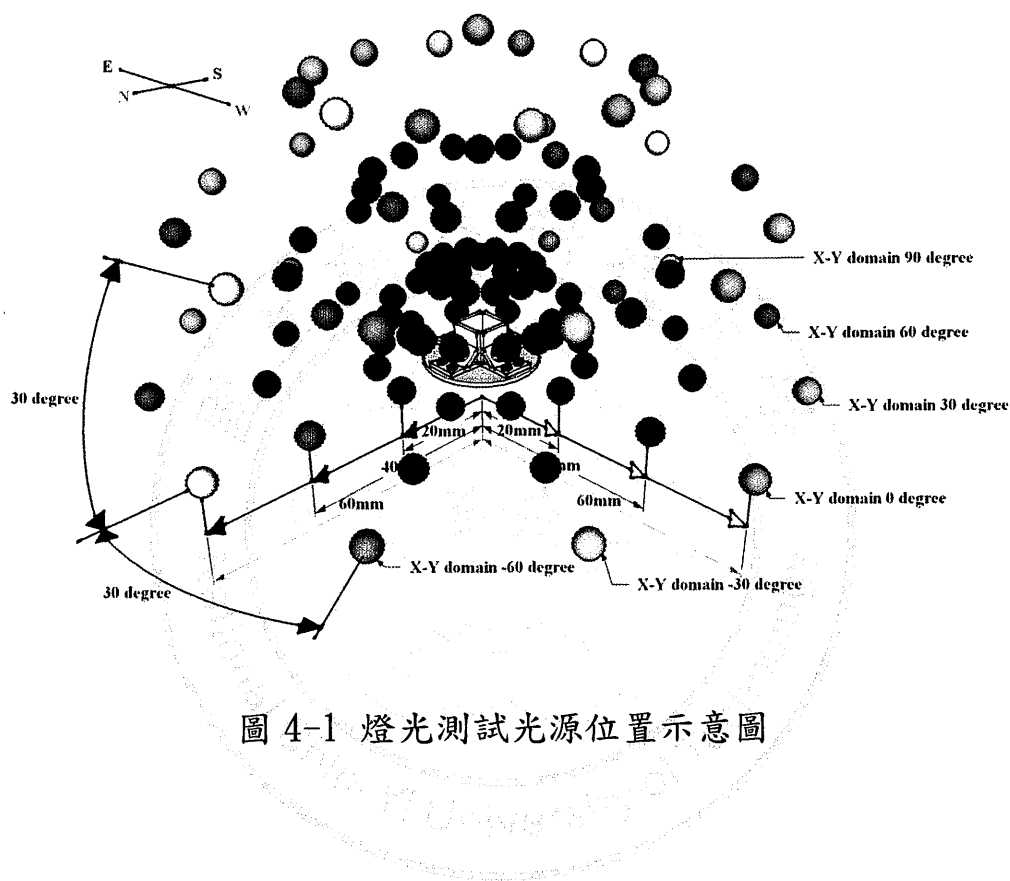 E
S
N
W
X-Y domain 90 degree
X-Y domain 60 degree
30 degree
X-Y domain 30 degree
20mm
20mm
60mm
60mm
X-Y domain 0 degree
X-Y domain -60 degree
X-Y domain -30 degree
30 degree
圖 4-1 燈光測試光源位置示意圖